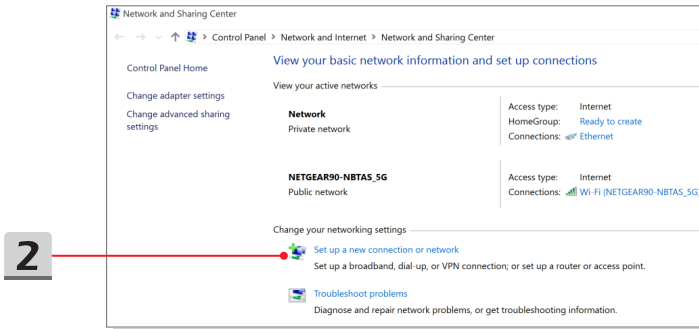 Network and Sharing Center
Control Panel > Network and Internet > Network and Sharing Center
Control Panel Home
Change adapter settings
Change advanced sharing
settings
View your basic network information and set up connections
View your active networks
Network
Private network
Access type: Internet
HomeGroup: Ready to create
Connections: Ethernet
NETGEAR90-NBTAS_5G
Public network
Access type: Internet
Connections: Wi-Fi (NETGEAR90-NBTAS_5G)
Change your networking settings
2
Set up a new connection or network
Set up a broadband, dial-up, or VPN connection; or set up a router or access point.
Troubleshoot problems
Diagnose and repair network problems, or get troubleshooting information.